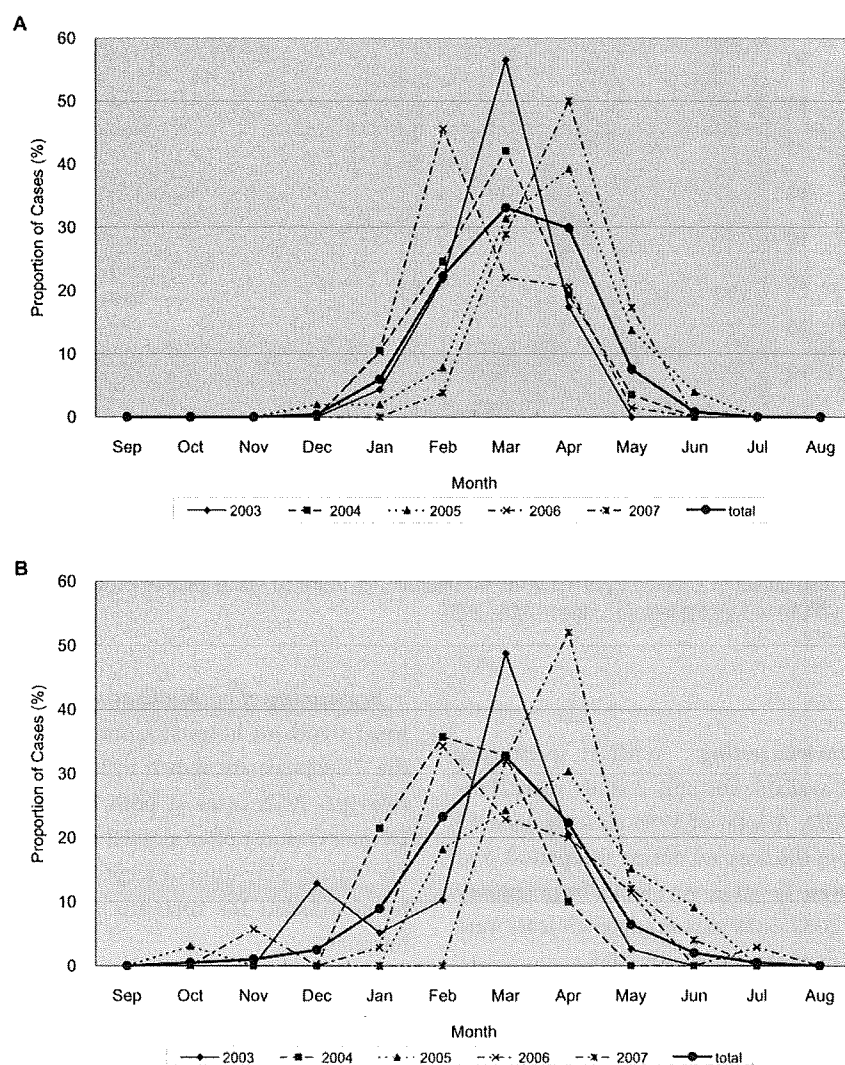 A
60
50
40
30
20
10
0
Proportion of Cases (%)
Sep Oct Nov Dec Jan Feb Mar Apr May Jun Jul Aug
Month
2003 2004 2005 2006 2007 total
B
60
50
40
30
20
10
0
Proportion of Cases (%)
Sep Oct Nov Dec Jan Feb Mar Apr May Jun Jul Aug
Month
2003 2004 2005 2006 2007 total